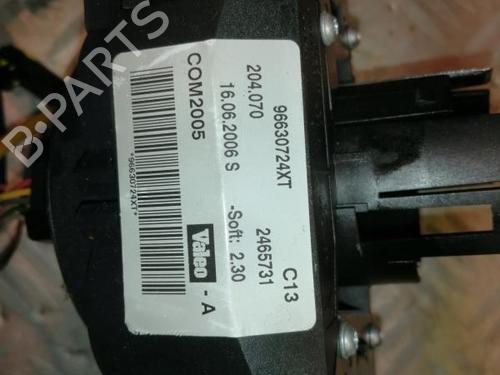 96630724XT C13
204,070 2465731
16.06.2006 S -Soft: 2.30
COM2005 Valeo - A
*96630724XT*
B-PARTS